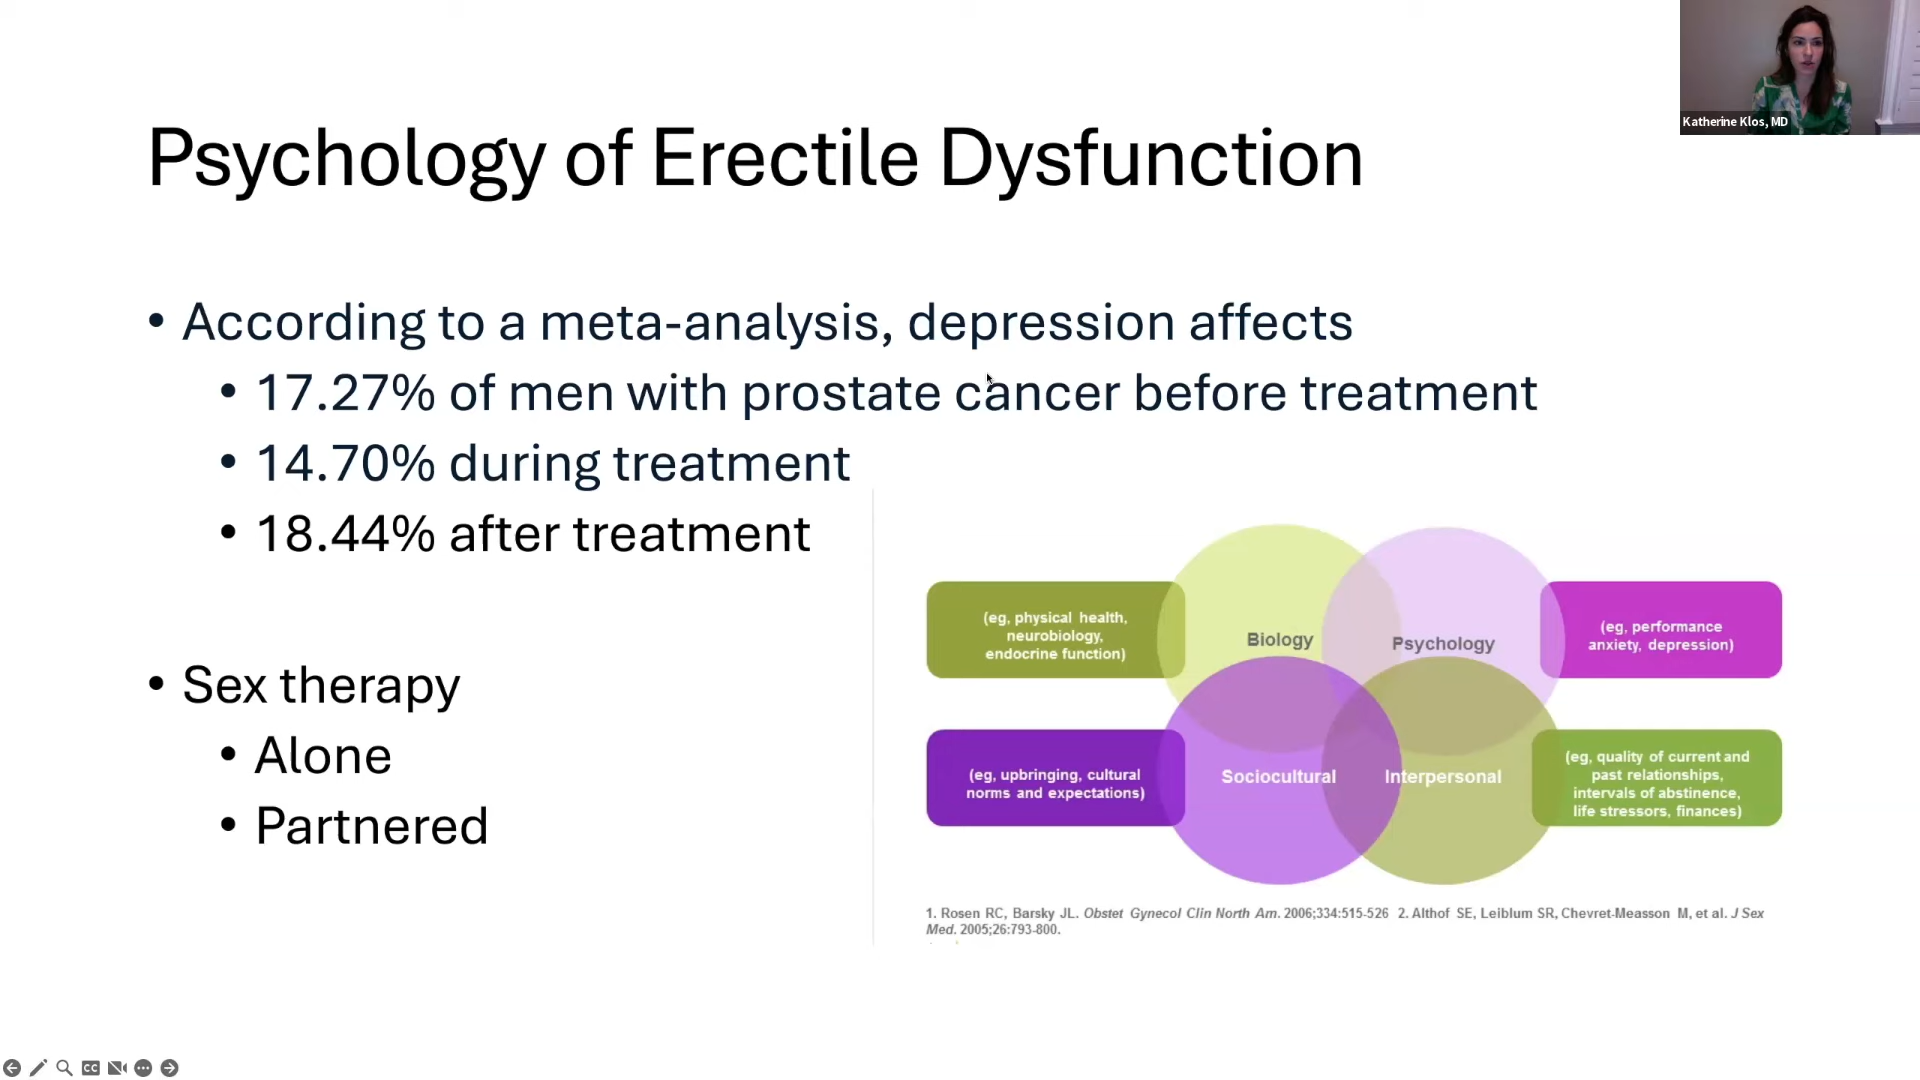 Katherine Klos, MD
Psychology of Erectile Dysfunction
• According to a meta-analysis, depression affects
• 17.27% of men with prostate cancer before treatment
• 14.70% during treatment
• 18.44% after treatment
• Sex therapy
• Alone
• Partnered
(eg, physical health,
neurobiology,
endocrine function)
Biology
Psychology
(eg, performance
anxiety, depression)
(eg, upbringing, cultural
norms and expectations)
Sociocultural
Interpersonal
(eg, quality of current and
past relationships,
intervals of abstinence,
life stressors, finances)
1. Rosen RC, Barsky JL. Obstet Gynecol Clin North Am. 2006;334:515-526 2. Althof SE, Leiblum SR, Chevret-Measson M, et al. J Sex
Med. 2005;26:793-800.
CC